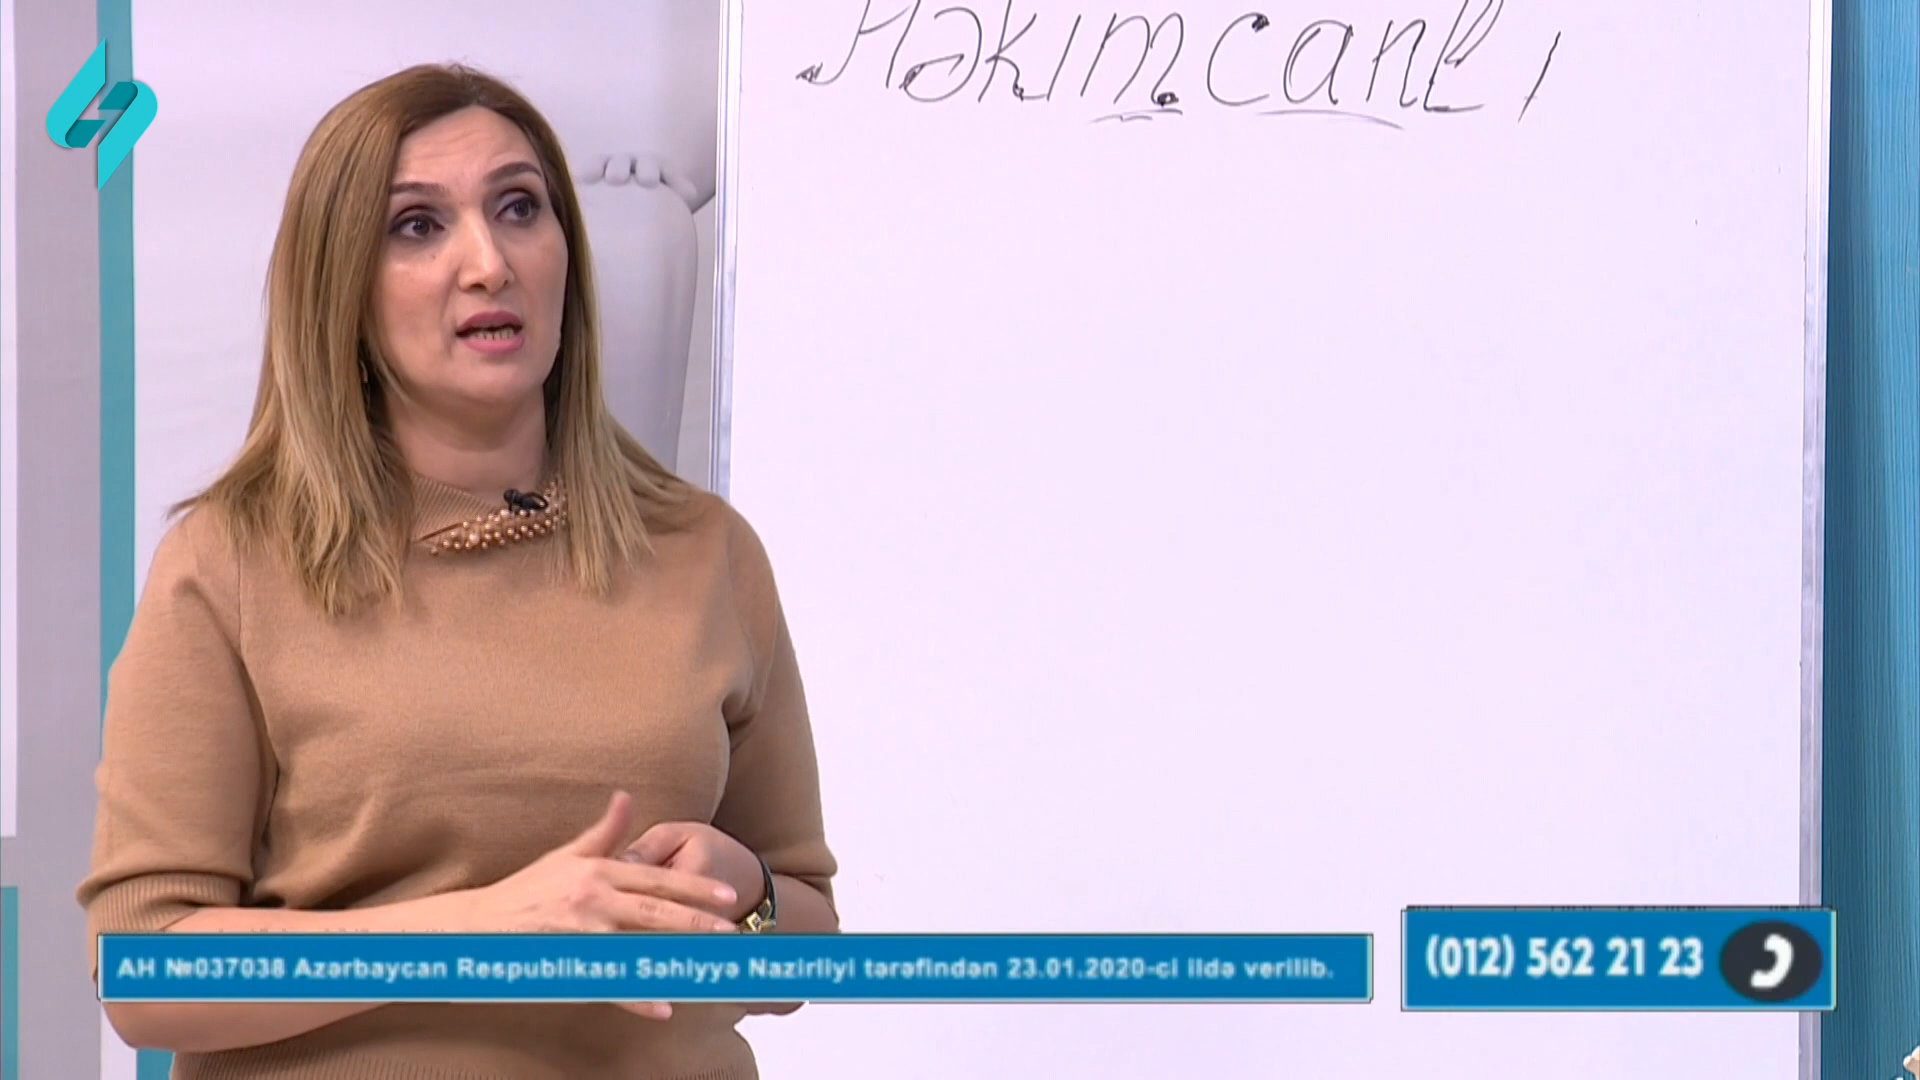 Həkimcanlı
AH №037038 Azərbaycan Respublikası Səhiyyə Nazirliyi tərəfindən 23.01.2020-ci ildə verilib.
(012) 562 21 23